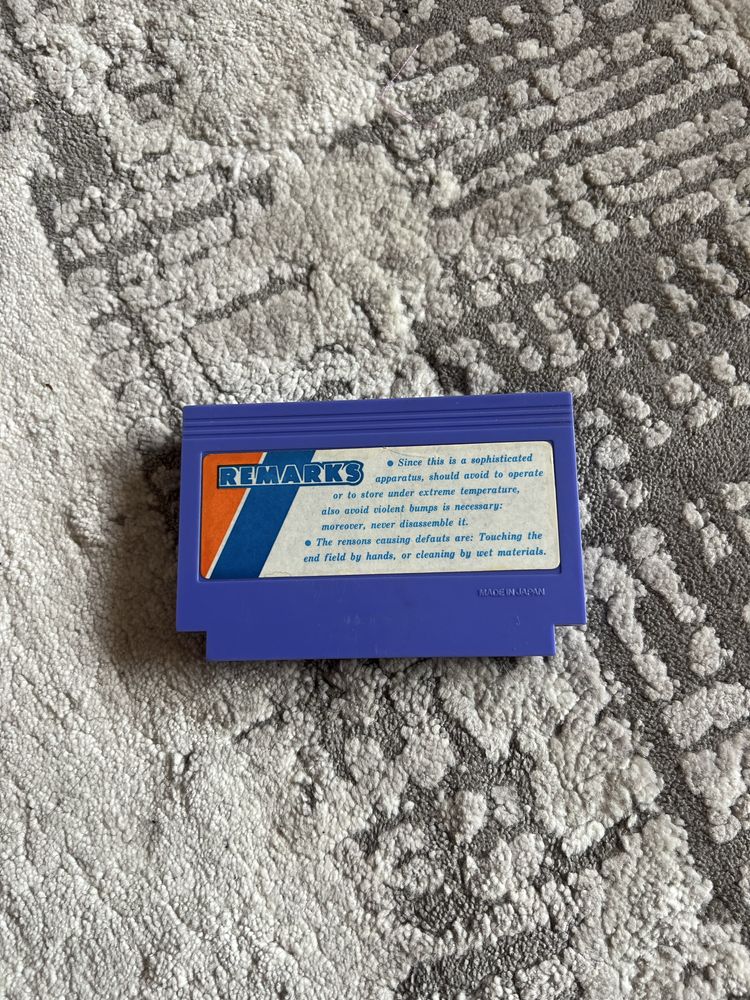 REMARKS
● Since this is a sophisticated
apparatus, should avoid to operate
or to store under extreme temperature,
also avoid violent bumps is necessary:
moreover, never disassemble it.
● The rensons causing defauts are: Touching the
end field by hands, or cleaning by wet materials.
MADE IN JAPAN